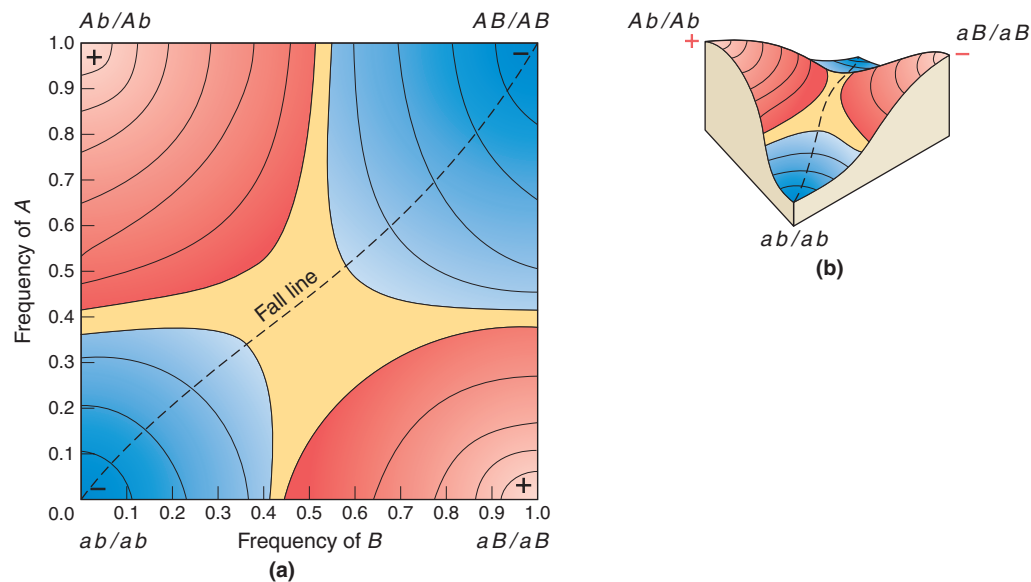 Ab/Ab
AB/AB
1.0
0.9
0.8
0.7
0.6
0.5
0.4
0.3
0.2
0.1
0.0
Frequency of A
+
−
Fall line
−
+
0.1 0.2 0.3 0.4 0.5 0.6 0.7 0.8 0.9 1.0
ab/ab
Frequency of B
aB/aB
(a)
Ab/Ab
aB/aB
+
−
ab/ab
(b)